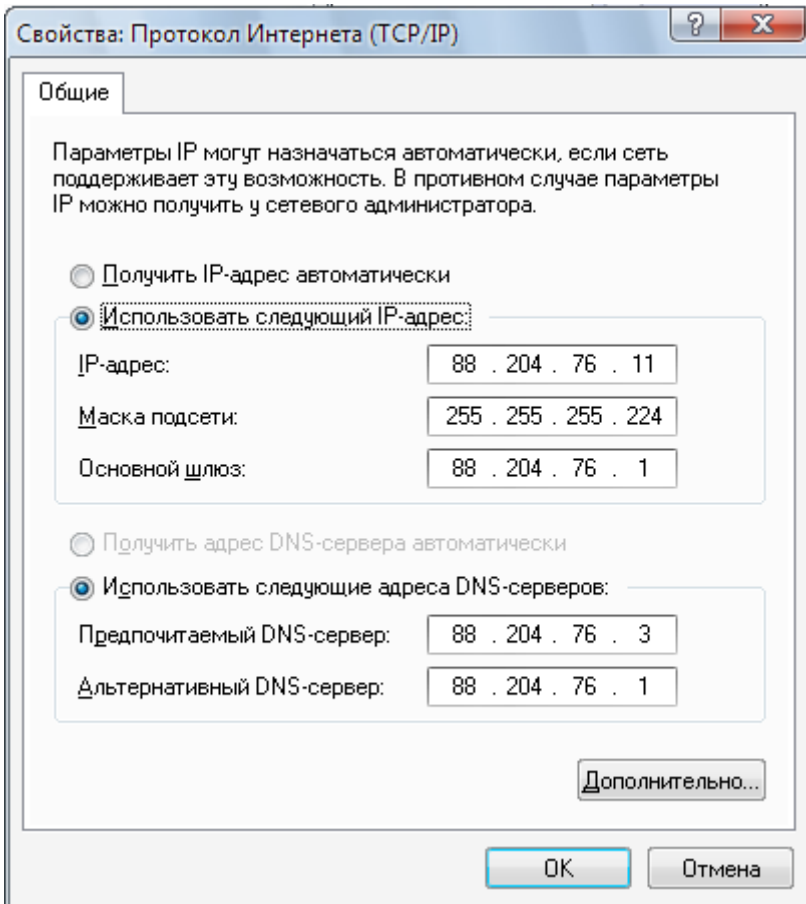 Свойства: Протокол Интернета (TCP/IP)
Общие
Параметры IP могут назначаться автоматически, если сеть
поддерживает эту возможность. В противном случае параметры
IP можно получить у сетевого администратора.
Получить IP-адрес автоматически
Использовать следующий IP-адрес:
IP-адрес: 88 . 204 . 76 . 11
Маска подсети: 255 . 255 . 255 . 224
Основной шлюз: 88 . 204 . 76 . 1
Получить адрес DNS-сервера автоматически
Использовать следующие адреса DNS-серверов:
Предпочитаемый DNS-сервер: 88 . 204 . 76 . 3
Альтернативный DNS-сервер: 88 . 204 . 76 . 1
Дополнительно...
OK Отмена